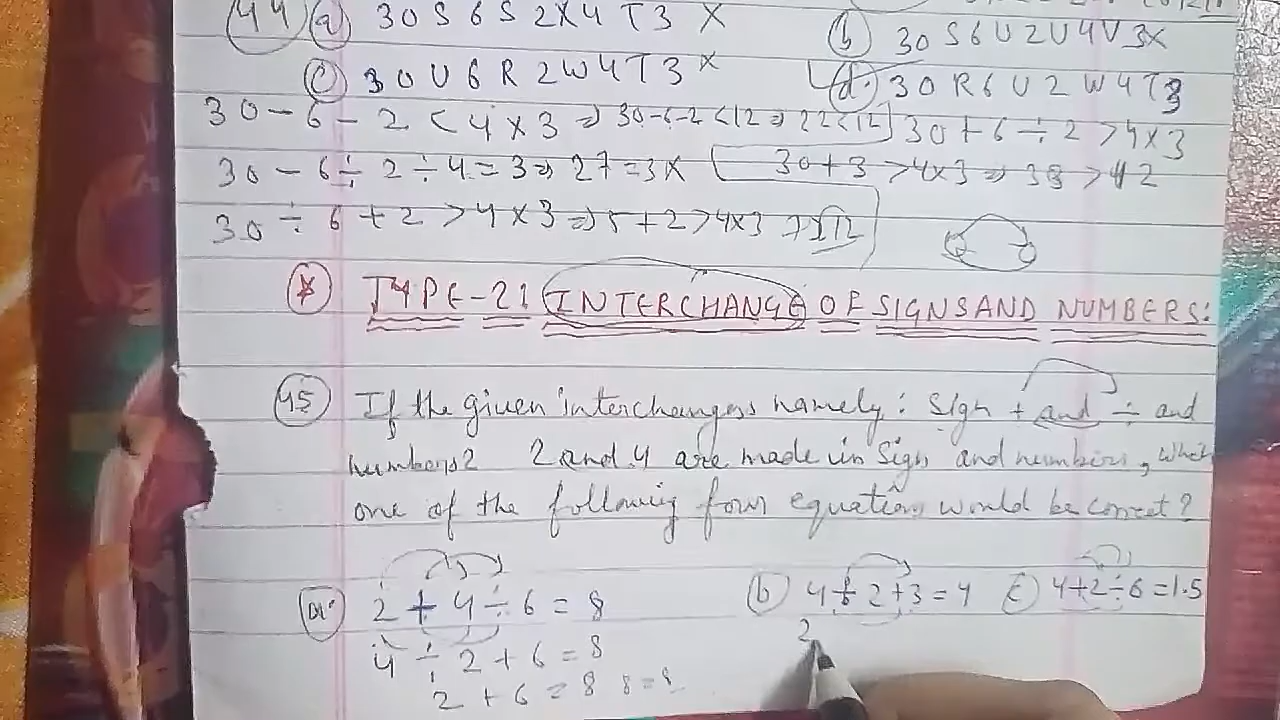 44 (a) 30 S 6 S 2 X 4 T 3 X (b) 30 S 6 U 2 U 4 V 3 X
(c) 30 U 6 R 2 W 4 T 3 X (d) 30 R 6 U 2 W 4 T 3
30 - 6 - 2 < 4 × 3 ⇒ 30-6-2 < 12 ⇒ 22 < 12 30 + 6 ÷ 2 > 4 × 3
30 - 6 ÷ 2 ÷ 4 = 3 ⇒ 27 = 3 X 30 + 3 > 4×3 ⇒ 33 > 12
30 ÷ 6 + 2 > 4 × 3 ⇒ 5 + 2 > 4×3
TYPE-21 INTERCHANGE OF SIGNS AND NUMBERS:
45 If the given interchanges namely: Sign + and ÷ and
numbers 2 and 4 are made in Sign and numbers, which
one of the following four equations would be correct?
(a) 2 + 4 ÷ 6 = 8 (b) 4 ÷ 2 + 3 = 4 (c) 4+2÷6=1.5
4 ÷ 2 + 6 = 8 2
2 + 6 = 8 8 = 8